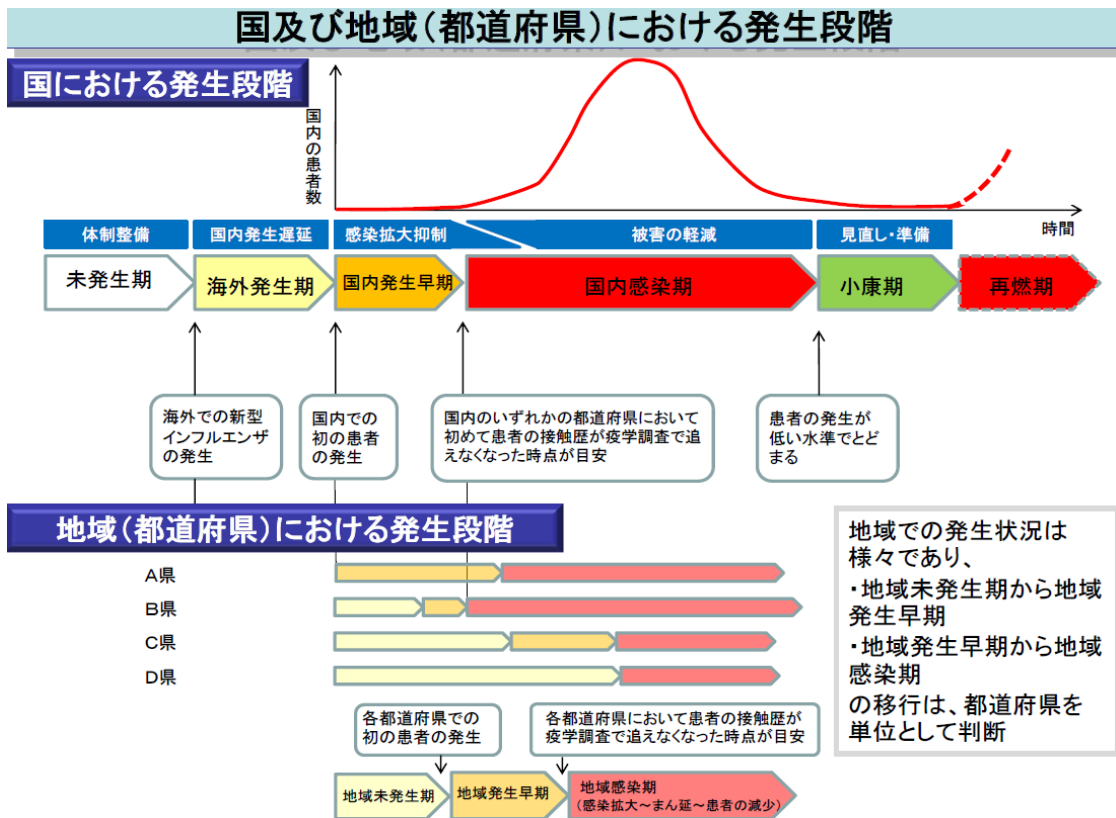 国及び地域(都道府県)における発生段階
国における発生段階
国内の患者数
時間
体制整備
国内発生遅延
感染拡大抑制
被害の軽減
見直し・準備
未発生期
海外発生期
国内発生早期
国内感染期
小康期
再燃期
海外での新型
インフルエンザ
の発生
国内での
初の患者
の発生
国内のいずれかの都道府県において
初めて患者の接触歴が疫学調査で追
えなくなった時点が目安
患者の発生が
低い水準でとど
まる
地域(都道府県)における発生段階
A県
B県
C県
D県
地域での発生状況は
様々であり、
・地域未発生期から地域
発生早期
・地域発生早期から地域
感染期
の移行は、都道府県を
単位として判断
各都道府県での
初の患者の発生
各都道府県において患者の接触歴が
疫学調査で追えなくなった時点が目安
地域未発生期
地域発生早期
地域感染期
(感染拡大~まん延~患者の減少)